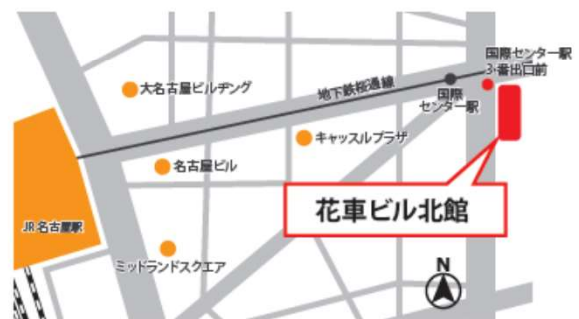 国際センター駅
3番出口前
地下鉄桜通線
国際
センター駅
大名古屋ビルヂング
キャッスルプラザ
名古屋ビル
花車ビル北館
JR名古屋駅
ミッドランドスクエア
N